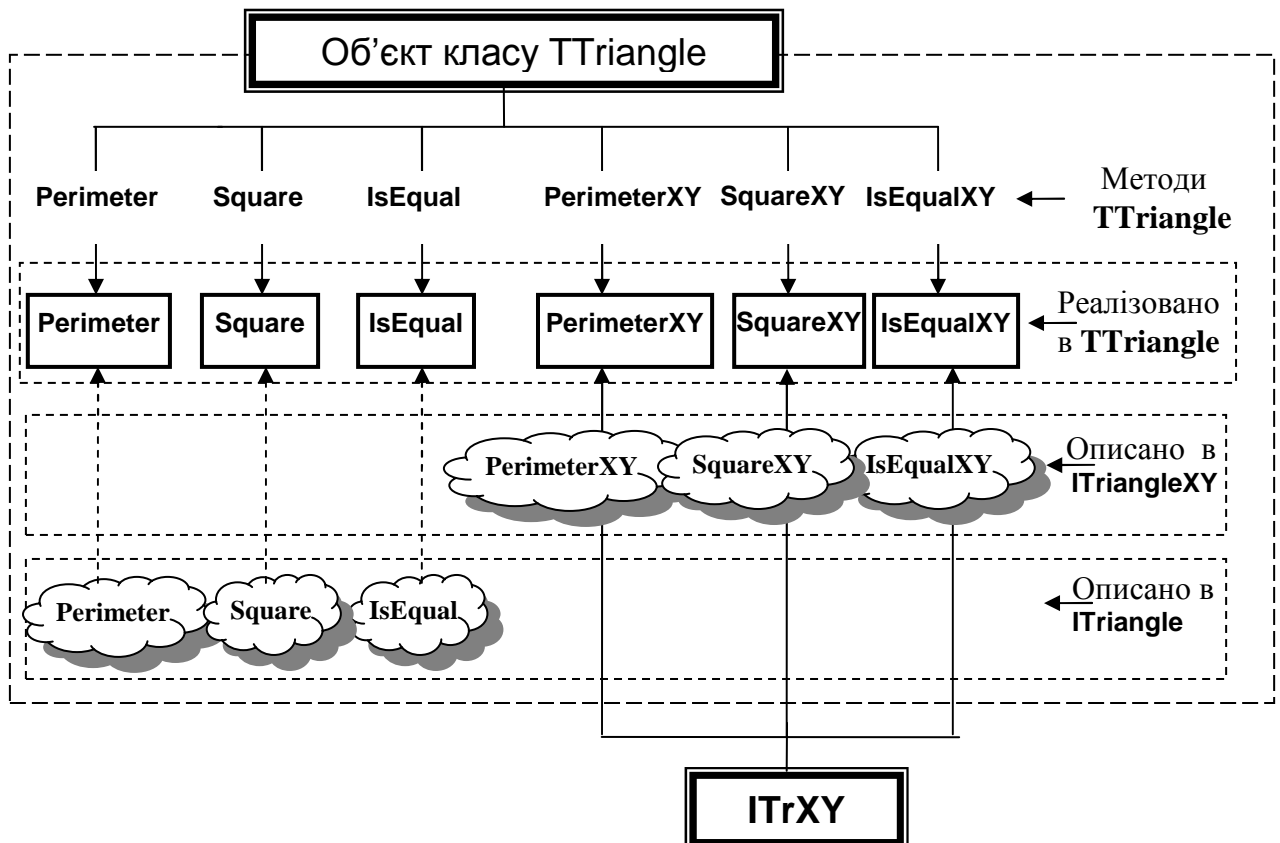 Об’єкт класу TTriangle
Perimeter Square IsEqual PerimeterXY SquareXY IsEqualXY
Методи
TTriangle
Perimeter Square IsEqual PerimeterXY SquareXY IsEqualXY
Реалізовано
в TTriangle
PerimeterXY SquareXY IsEqualXY
Описано в
ITriangleXY
Perimeter Square IsEqual
Описано в
ITriangle
ITrXY